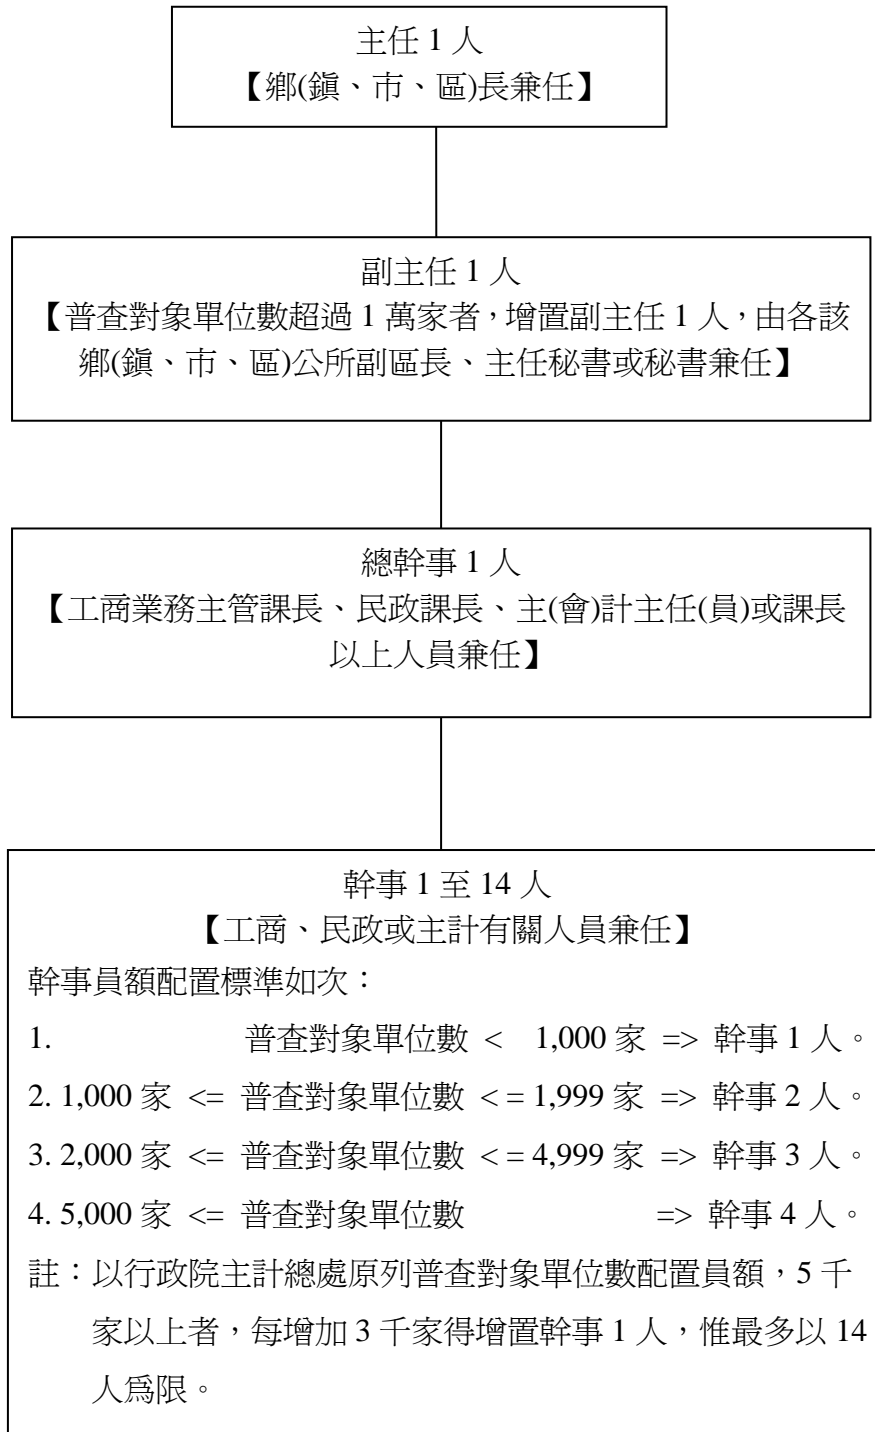 主任 1 人
【鄉(鎮、市、區)長兼任】
副主任 1 人
【普查對象單位數超過 1 萬家者，增置副主任 1 人，由各該
鄉(鎮、市、區)公所副區長、主任秘書或秘書兼任】
總幹事 1 人
【工商業務主管課長、民政課長、主(會)計主任(員)或課長
以上人員兼任】
幹事 1 至 14 人
【工商、民政或主計有關人員兼任】
幹事員額配置標準如次：
1. 普查對象單位數 < 1,000 家 => 幹事 1 人。
2. 1,000 家 <= 普查對象單位數 < = 1,999 家 => 幹事 2 人。
3. 2,000 家 <= 普查對象單位數 < = 4,999 家 => 幹事 3 人。
4. 5,000 家 <= 普查對象單位數 => 幹事 4 人。
註：以行政院主計總處原列普查對象單位數配置員額，5 千
家以上者，每增加 3 千家得增置幹事 1 人，惟最多以 14
人為限。